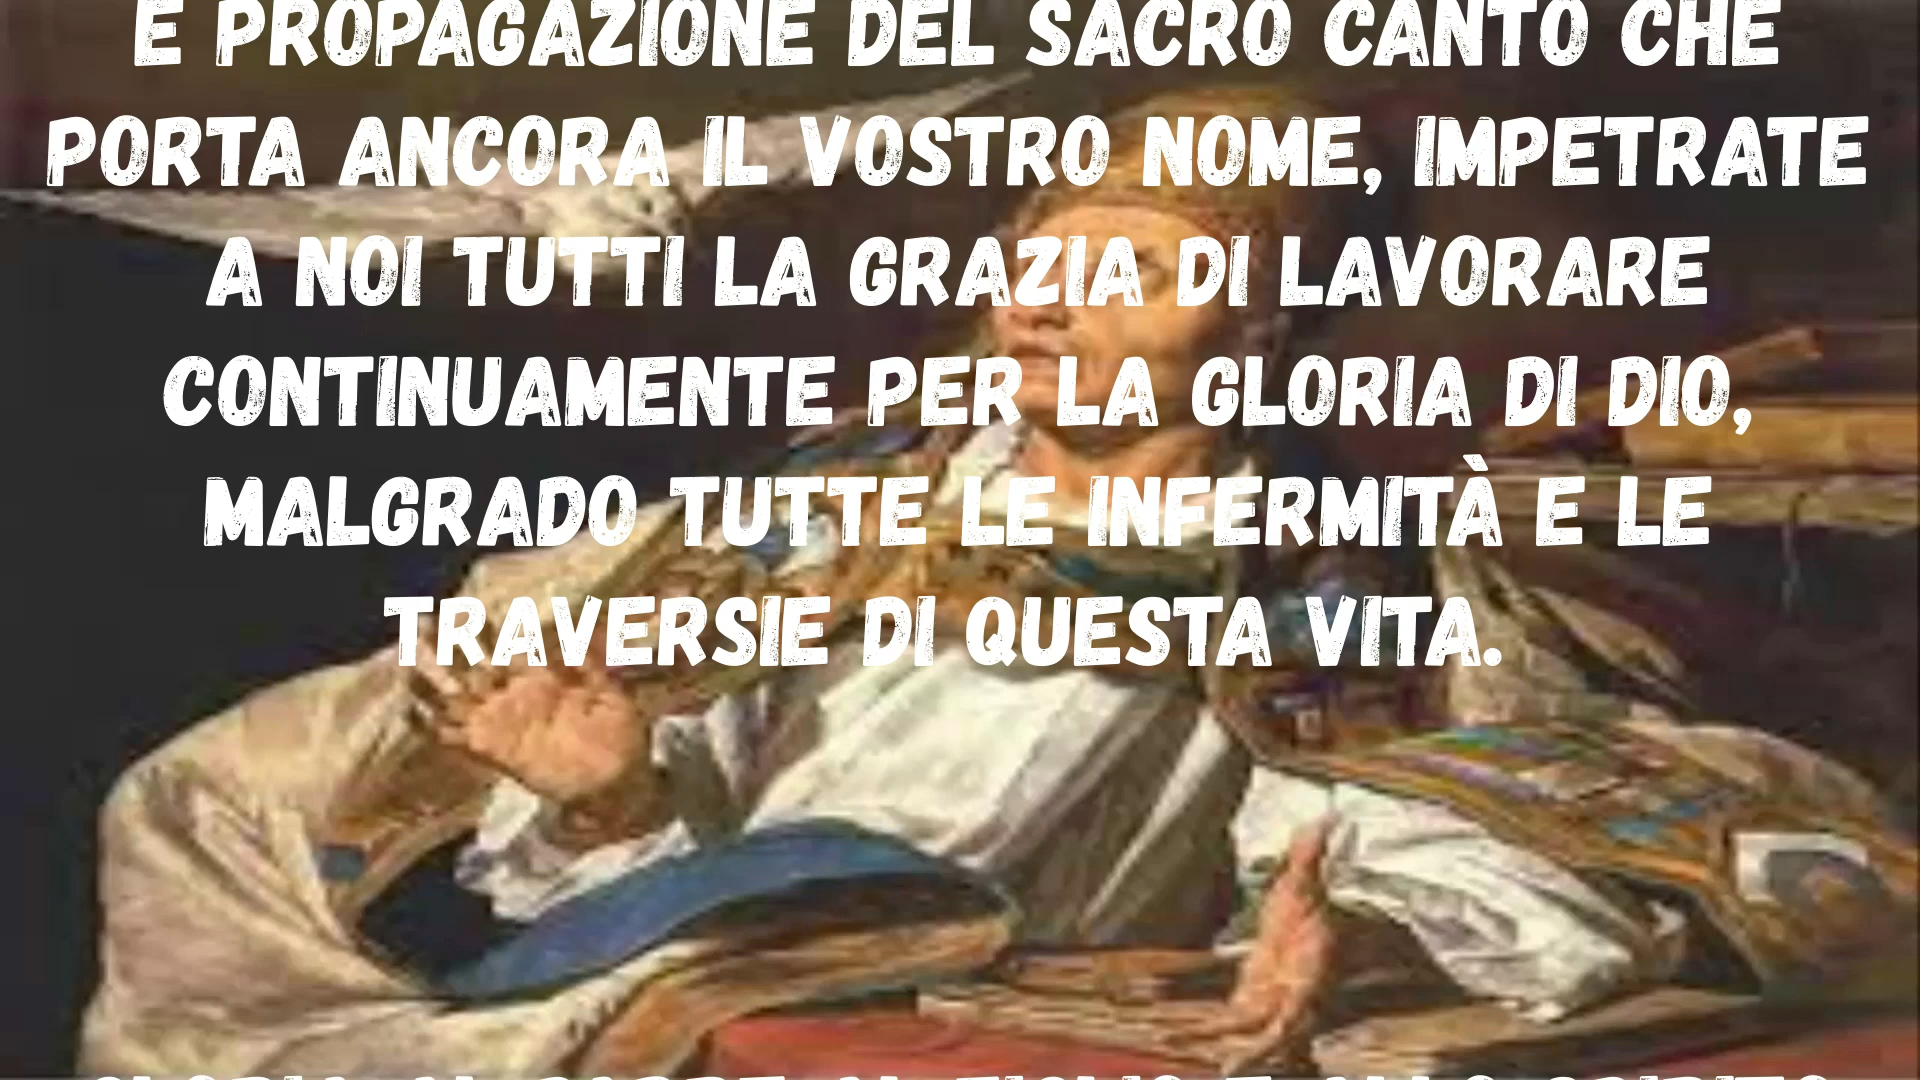 E PROPAGAZIONE DEL SACRO CANTO CHE
PORTA ANCORA IL VOSTRO NOME, IMPETRATE
A NOI TUTTI LA GRAZIA DI LAVORARE
CONTINUAMENTE PER LA GLORIA DI DIO,
MALGRADO TUTTE LE INFERMITÀ E LE
TRAVERSIE DI QUESTA VITA.